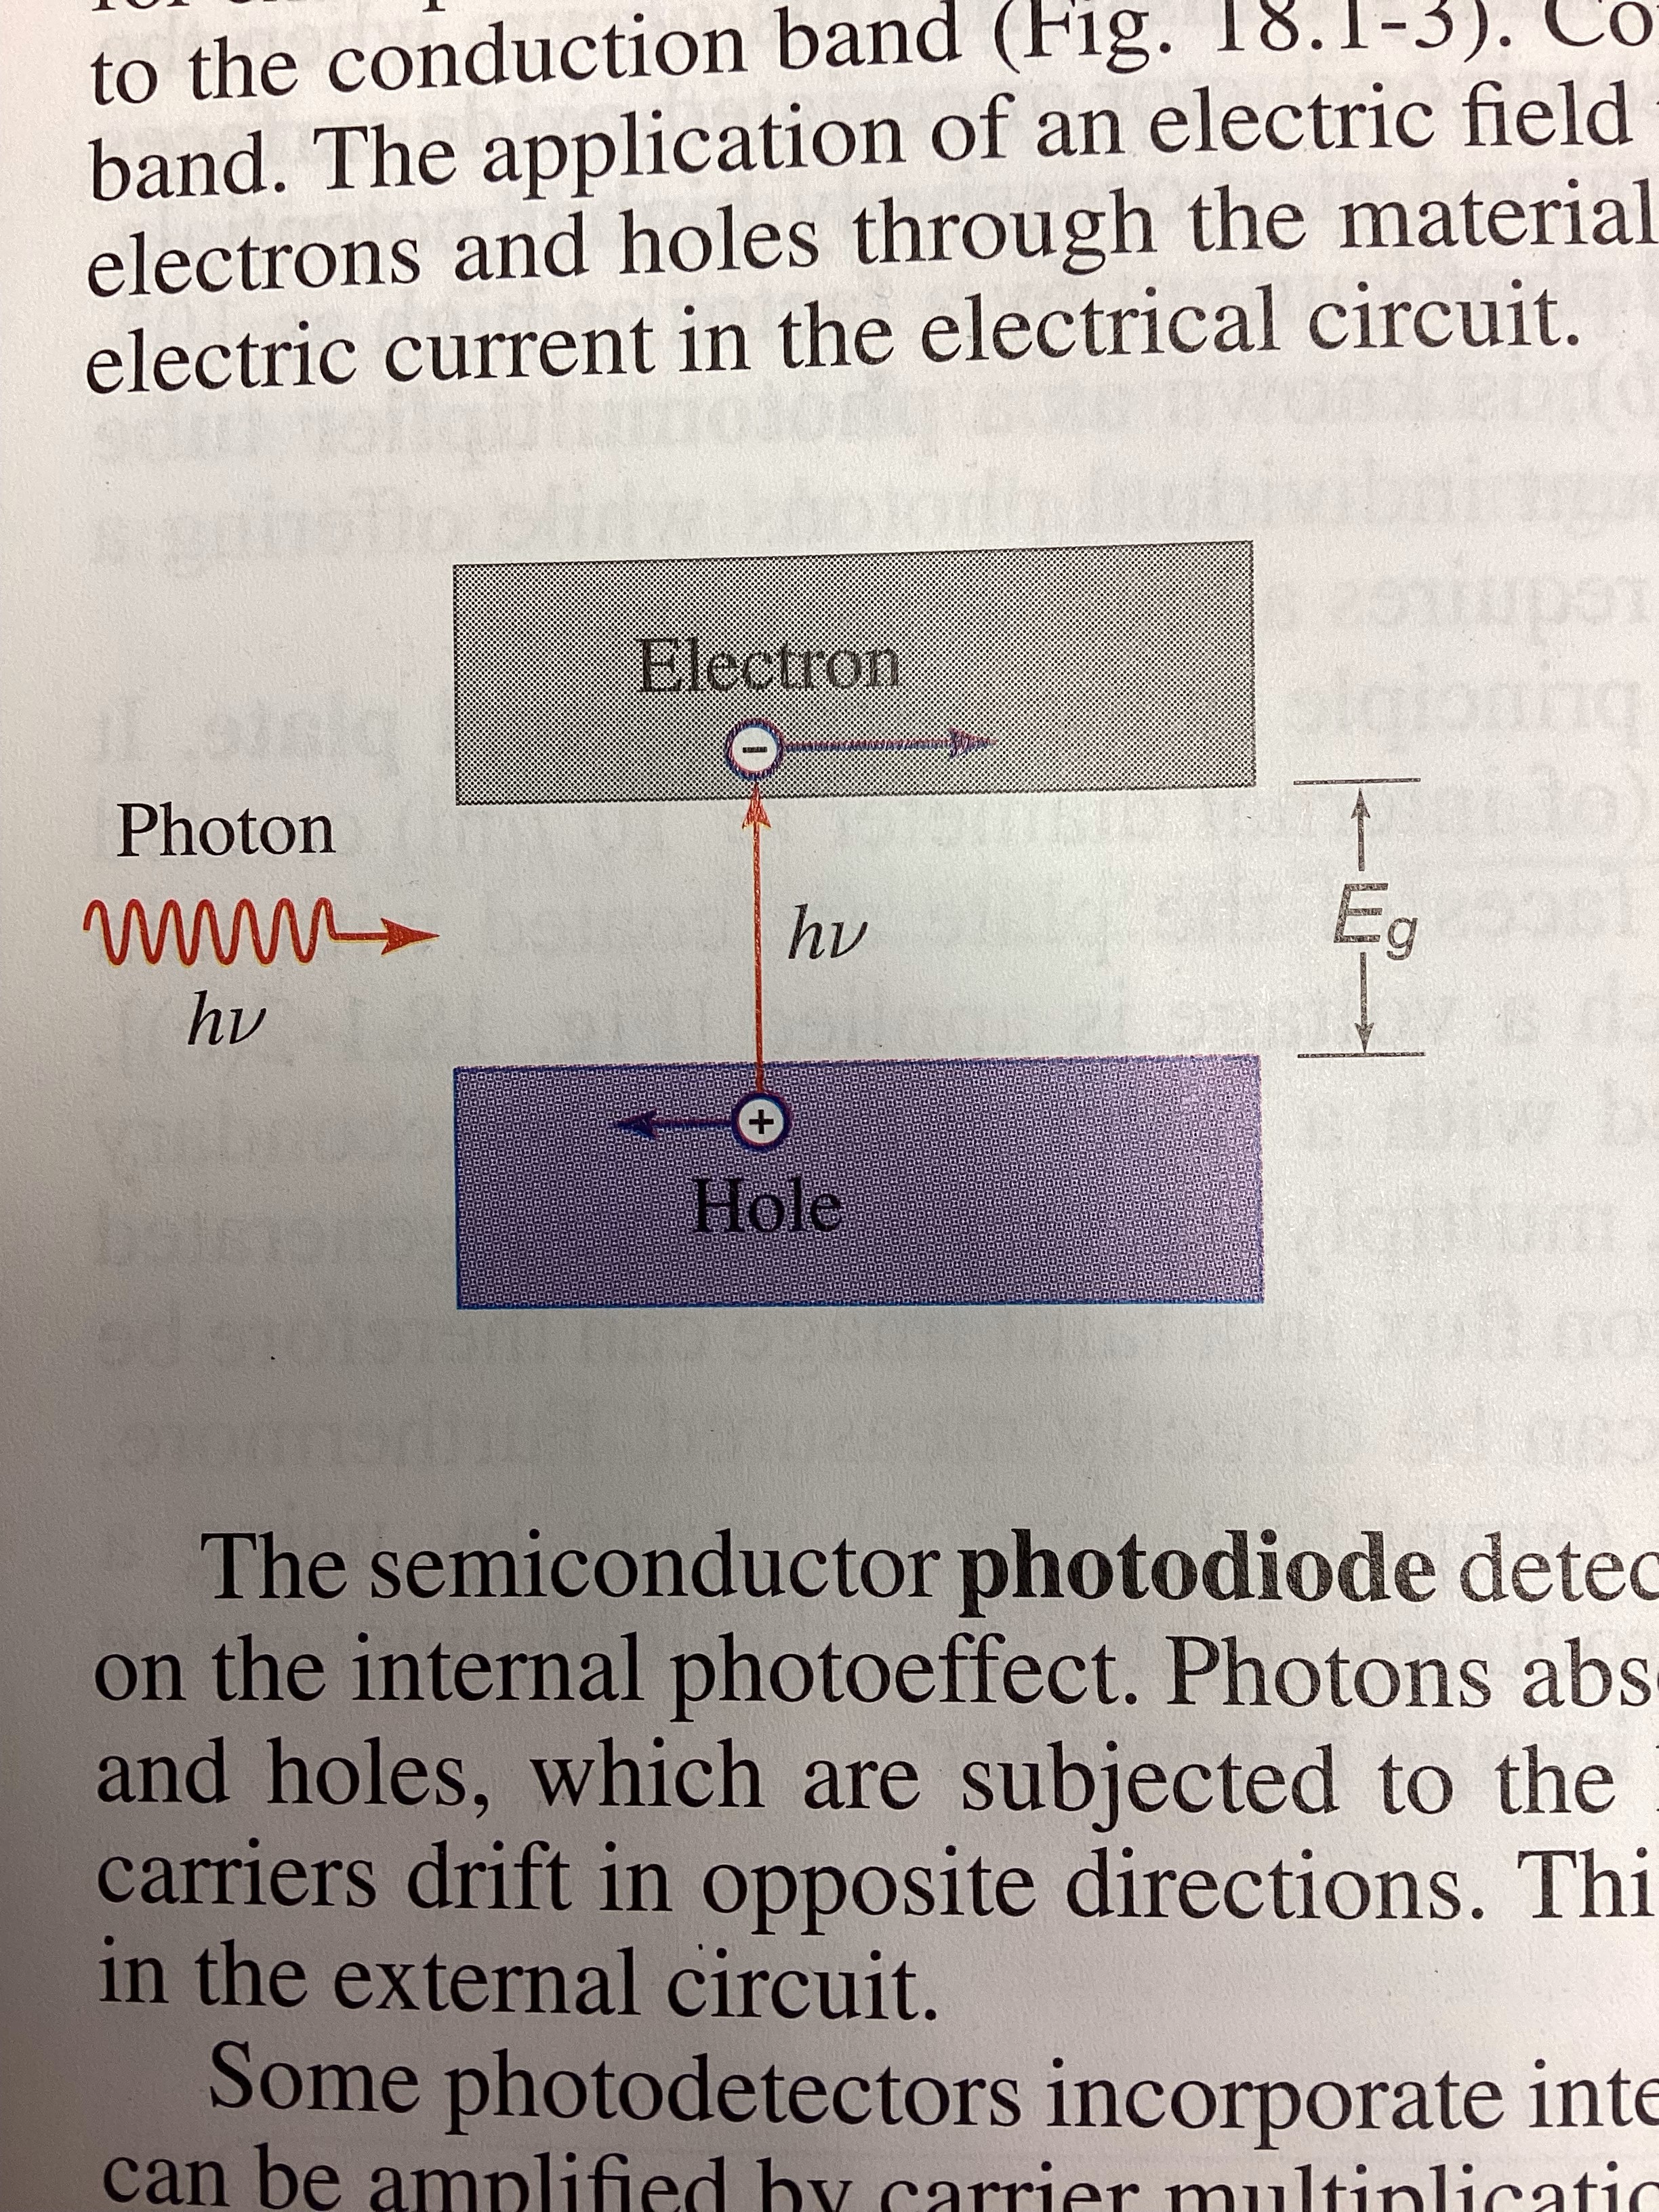 to the conduction band (Fig. 18.1-3). Co
band. The application of an electric field
electrons and holes through the material
electric current in the electrical circuit.
Electron
−
Photon
hν
hν
Eg
+
Hole
The semiconductor photodiode detec
on the internal photoeffect. Photons abs
and holes, which are subjected to the
carriers drift in opposite directions. Thi
in the external circuit.
Some photodetectors incorporate inte
can be amplified by carrier multiplicatio